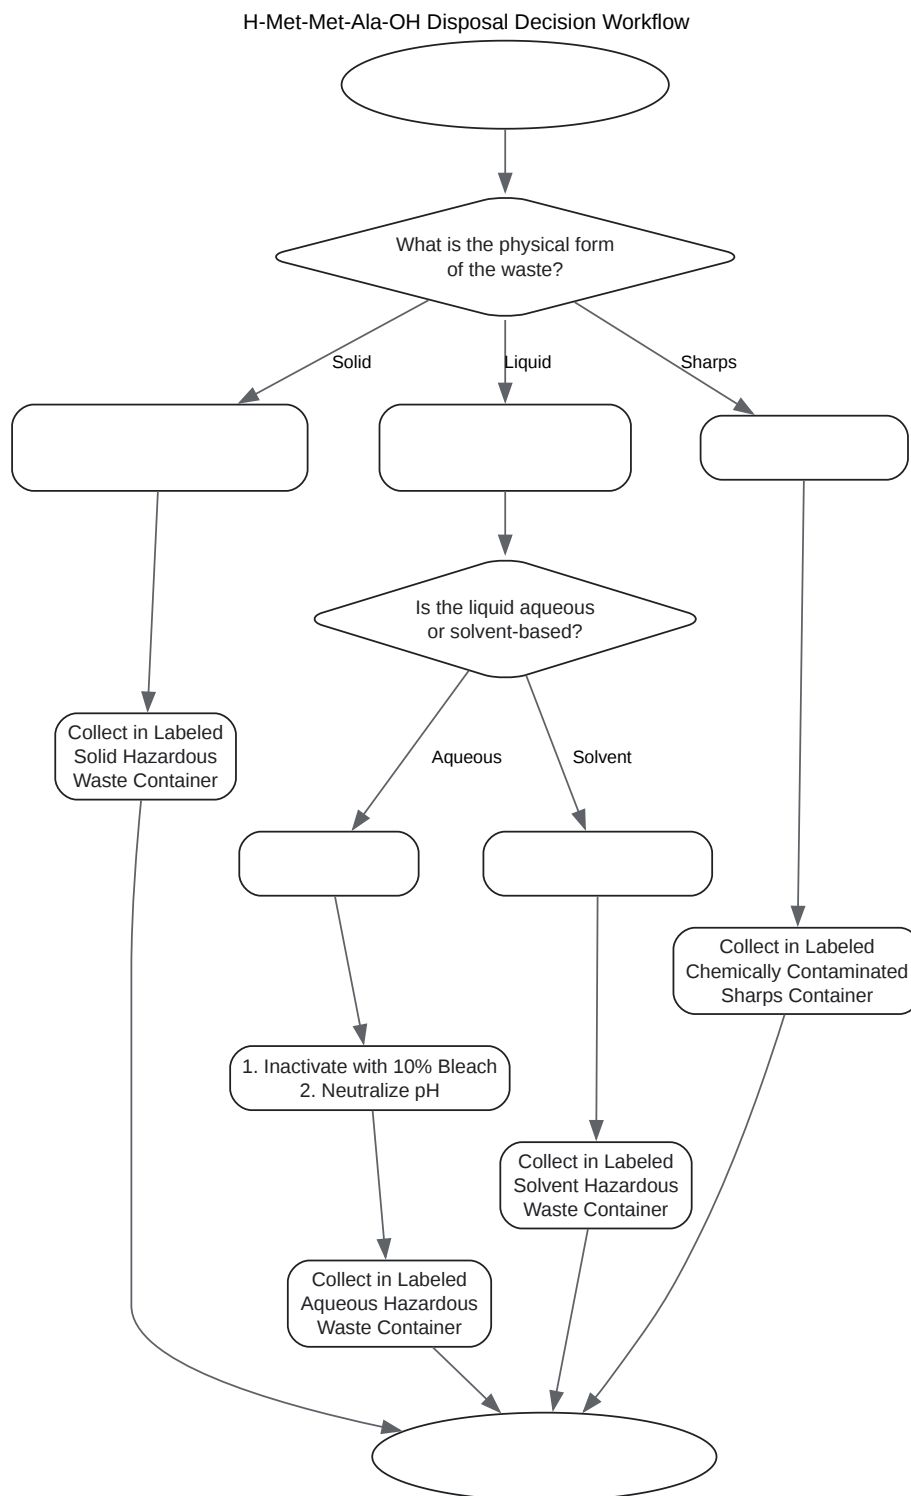 H-Met-Met-Ala-OH Disposal Decision Workflow
What is the physical form
of the waste?
Solid
Liquid
Sharps
Is the liquid aqueous
or solvent-based?
Collect in Labeled
Solid Hazardous
Waste Container
Aqueous
Solvent
Collect in Labeled
Chemically Contaminated
Sharps Container
1. Inactivate with 10% Bleach
2. Neutralize pH
Collect in Labeled
Solvent Hazardous
Waste Container
Collect in Labeled
Aqueous Hazardous
Waste Container